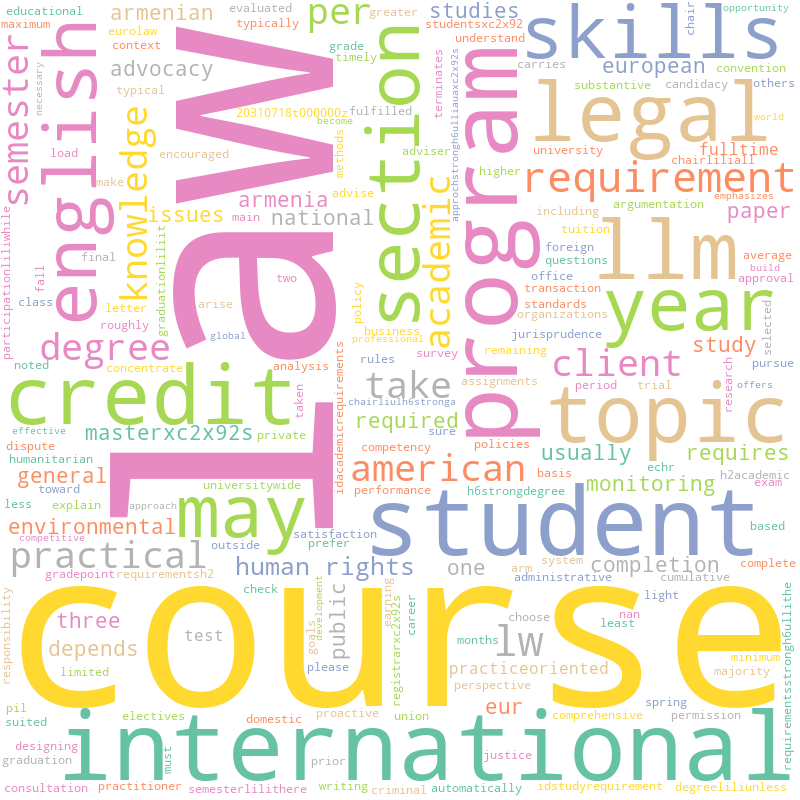 educational
maximum
armenian
evaluated
typically
per
greater
studies
studentsxc2x92
understand
skills
chair
opportunity
eurolaw
context
grade
timely
european
convention
necessary
english
advocacy
typical
20310718t000000z
fulfilled
become
section
terminates
carries
substantive
candidacy
others
semester
law
program
legal
world
load
encouraged
methods
adviser
approchstrongh6ulliauaxc2x92s
university
chairliliall
fulltime
higher
requirement
emphasizes
make
knowledge
issues
armenia
advise
academic
argumentation
paper
main
national
including
tuition
foreign
average
participationliliwhile
final
graduationliliit
office
questions
llm
build
approval
fall
class
letter
arise
two
policy
transaction
standards
organizations
year
selected
roughly
global
business
professional
jurisprudence
noted
degree
concentrate
analysis
rules
survey
remaining
client
study
pursue
credit
taken
idacademicrequirements
take
assignments
period
trial
research
offers
chairliulh6stronga
topic
effective
masterxc2x92s
private
required
competency
sure
policies
usually
requires
dispute
humanitarian
general
american
basis
echr
h2academic
exam
toward
universitywide
performance
h6strongdegree
monitoring
less
explain
may
satisfaction
prefer
student
based
environmental
approach
competitive
outside
practical
human rights
one
arm
system
completion
complete
gradepoint
requirementsh2
administrative
cumulative
check
course
development
goals
earning
light
responsibility
three
test
public
please
registrarxc2x92s
career
choose
nan
least
requirementsstrongh6ullithe
depends
months
lw
practiceoriented
majority
minimum
limited
perspective
pil
suited
electives
domestic
proactive
union
eur
comprehensive
spring
permission
designing
graduation
must
international
prior
justice
consultation
practitioner
semesterlilithere
writing
criminal
automatically
idstudyrequirement
degreeliliunless